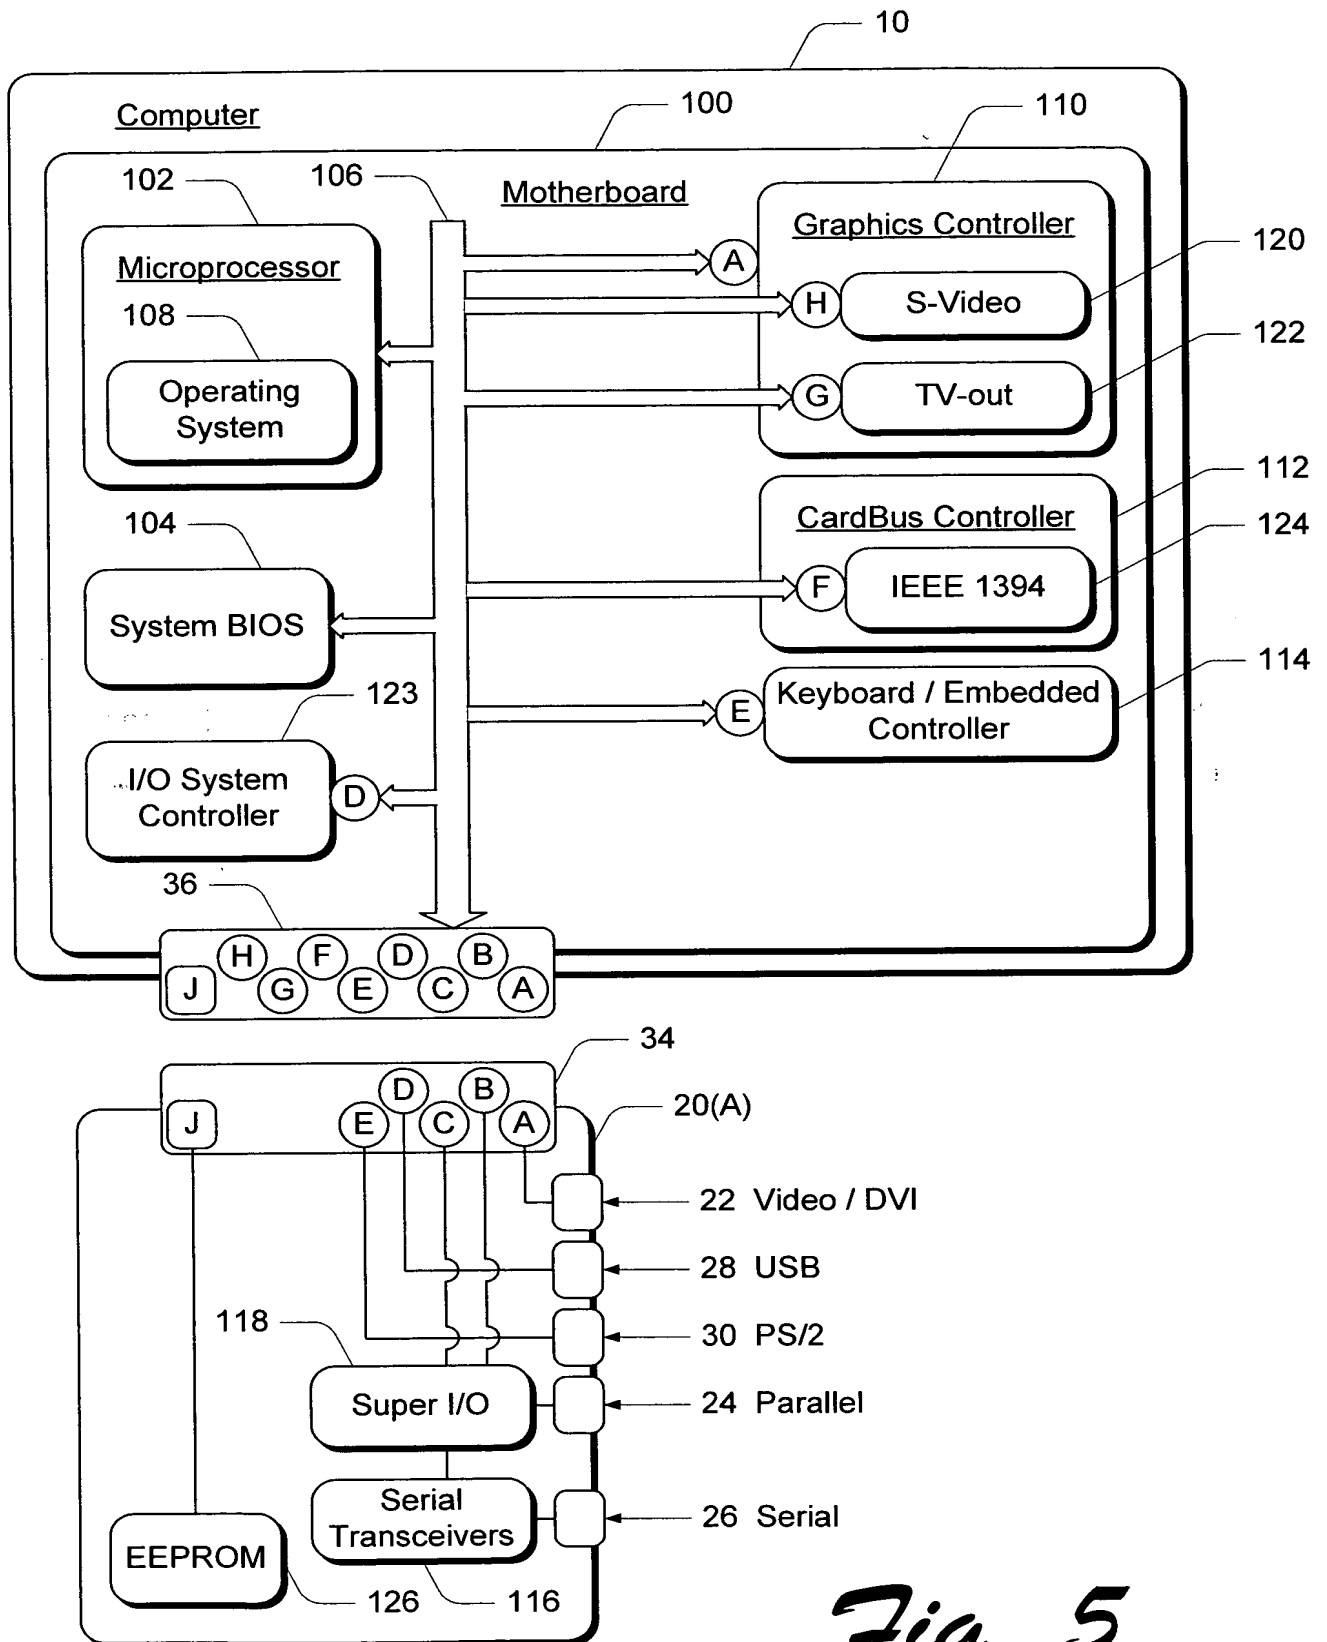 10
Computer
100
110
102
106
Motherboard
Graphics Controller
120
Microprocessor
A
H
S-Video
108
122
Operating
System
G
TV-out
112
104
CardBus Controller
124
F
IEEE 1394
System BIOS
114
123
E
Keyboard / Embedded
Controller
I/O System
Controller
D
36
H F D B
J G E C A
34
D B
20(A)
J E C A
22 Video / DVI
28 USB
118
30 PS/2
Super I/O
24 Parallel
Serial
Transceivers
26 Serial
EEPROM
126
116
Fig. 5